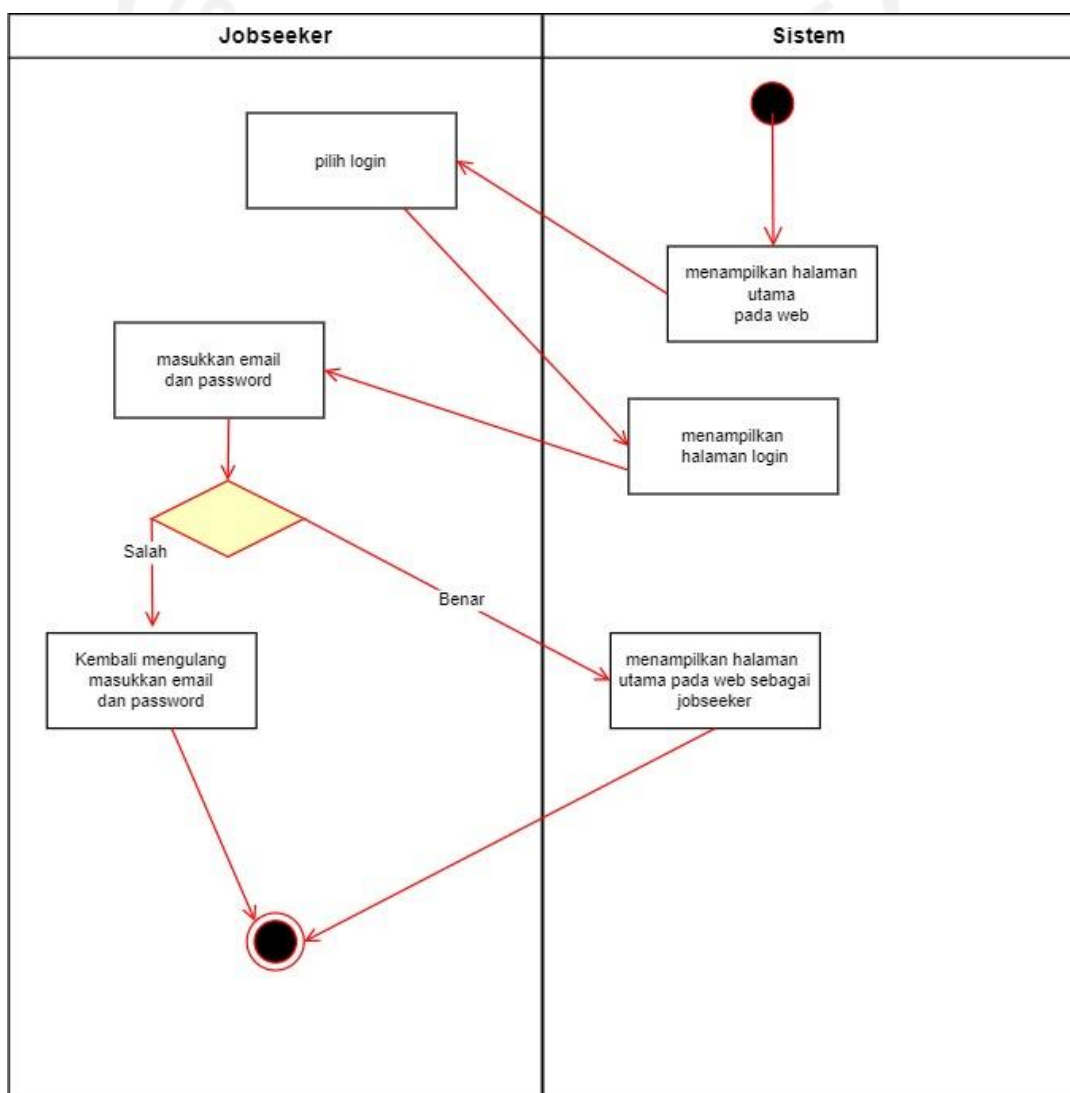 Jobseeker
Sistem
pilih login
menampilkan halaman
utama
pada web
masukkan email
dan password
menampilkan
halaman login
Salah
Benar
Kembali mengulang
masukkan email
dan password
menampilkan halaman
utama pada web sebagai
jobseeker